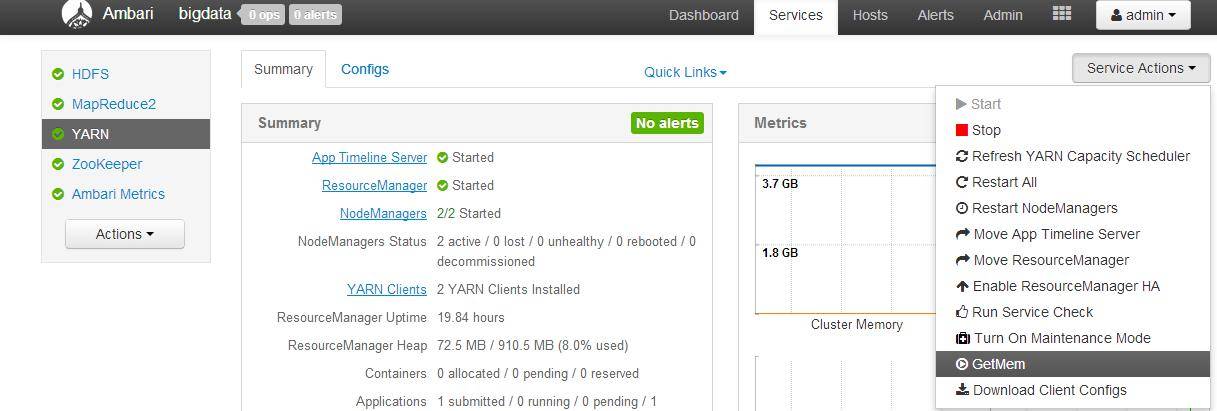 Ambari bigdata 0 ops 0 alerts Dashboard Services Hosts Alerts Admin admin
HDFS
MapReduce2
YARN
ZooKeeper
Ambari Metrics
Actions
Summary Configs Quick Links Service Actions
Summary No alerts
App Timeline Server Started
ResourceManager Started
NodeManagers 2/2 Started
NodeManagers Status 2 active / 0 lost / 0 unhealthy / 0 rebooted / 0
decommissioned
YARN Clients 2 YARN Clients Installed
ResourceManager Uptime 19.84 hours
ResourceManager Heap 72.5 MB / 910.5 MB (8.0% used)
Containers 0 allocated / 0 pending / 0 reserved
Applications 1 submitted / 0 running / 0 pending / 1
Metrics
3.7 GB
1.8 GB
Cluster Memory
Start
Stop
Refresh YARN Capacity Scheduler
Restart All
Restart NodeManagers
Move App Timeline Server
Move ResourceManager
Enable ResourceManager HA
Run Service Check
Turn On Maintenance Mode
GetMem
Download Client Configs